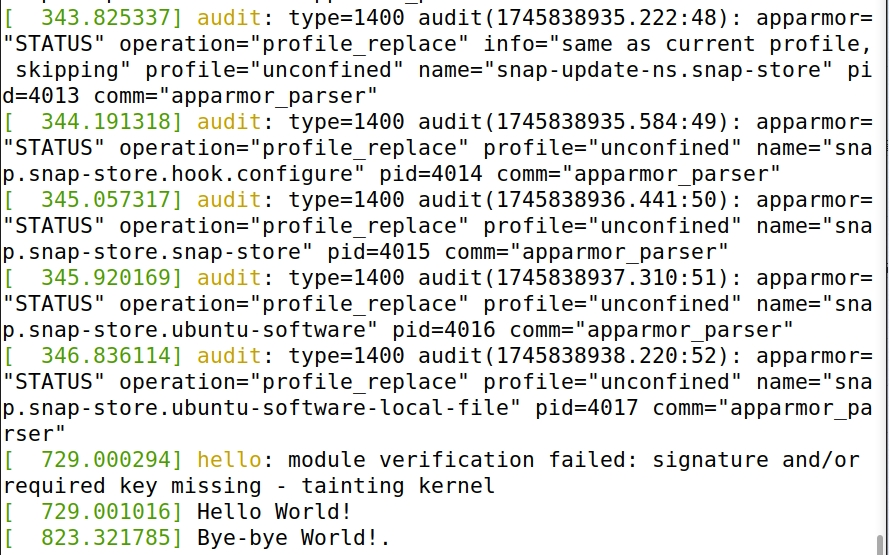 [  343.825337] audit: type=1400 audit(1745838935.222:48): apparmor=
"STATUS" operation="profile_replace" info="same as current profile,
 skipping" profile="unconfined" name="snap-update-ns.snap-store" pi
d=4013 comm="apparmor_parser"
[  344.191318] audit: type=1400 audit(1745838935.584:49): apparmor=
"STATUS" operation="profile_replace" profile="unconfined" name="sna
p.snap-store.hook.configure" pid=4014 comm="apparmor_parser"
[  345.057317] audit: type=1400 audit(1745838936.441:50): apparmor=
"STATUS" operation="profile_replace" profile="unconfined" name="sna
p.snap-store.snap-store" pid=4015 comm="apparmor_parser"
[  345.920169] audit: type=1400 audit(1745838937.310:51): apparmor=
"STATUS" operation="profile_replace" profile="unconfined" name="sna
p.snap-store.ubuntu-software" pid=4016 comm="apparmor_parser"
[  346.836114] audit: type=1400 audit(1745838938.220:52): apparmor=
"STATUS" operation="profile_replace" profile="unconfined" name="sna
p.snap-store.ubuntu-software-local-file" pid=4017 comm="apparmor_pa
rser"
[  729.000294] hello: module verification failed: signature and/or
required key missing - tainting kernel
[  729.001016] Hello World!
[  823.321785] Bye-bye World!.